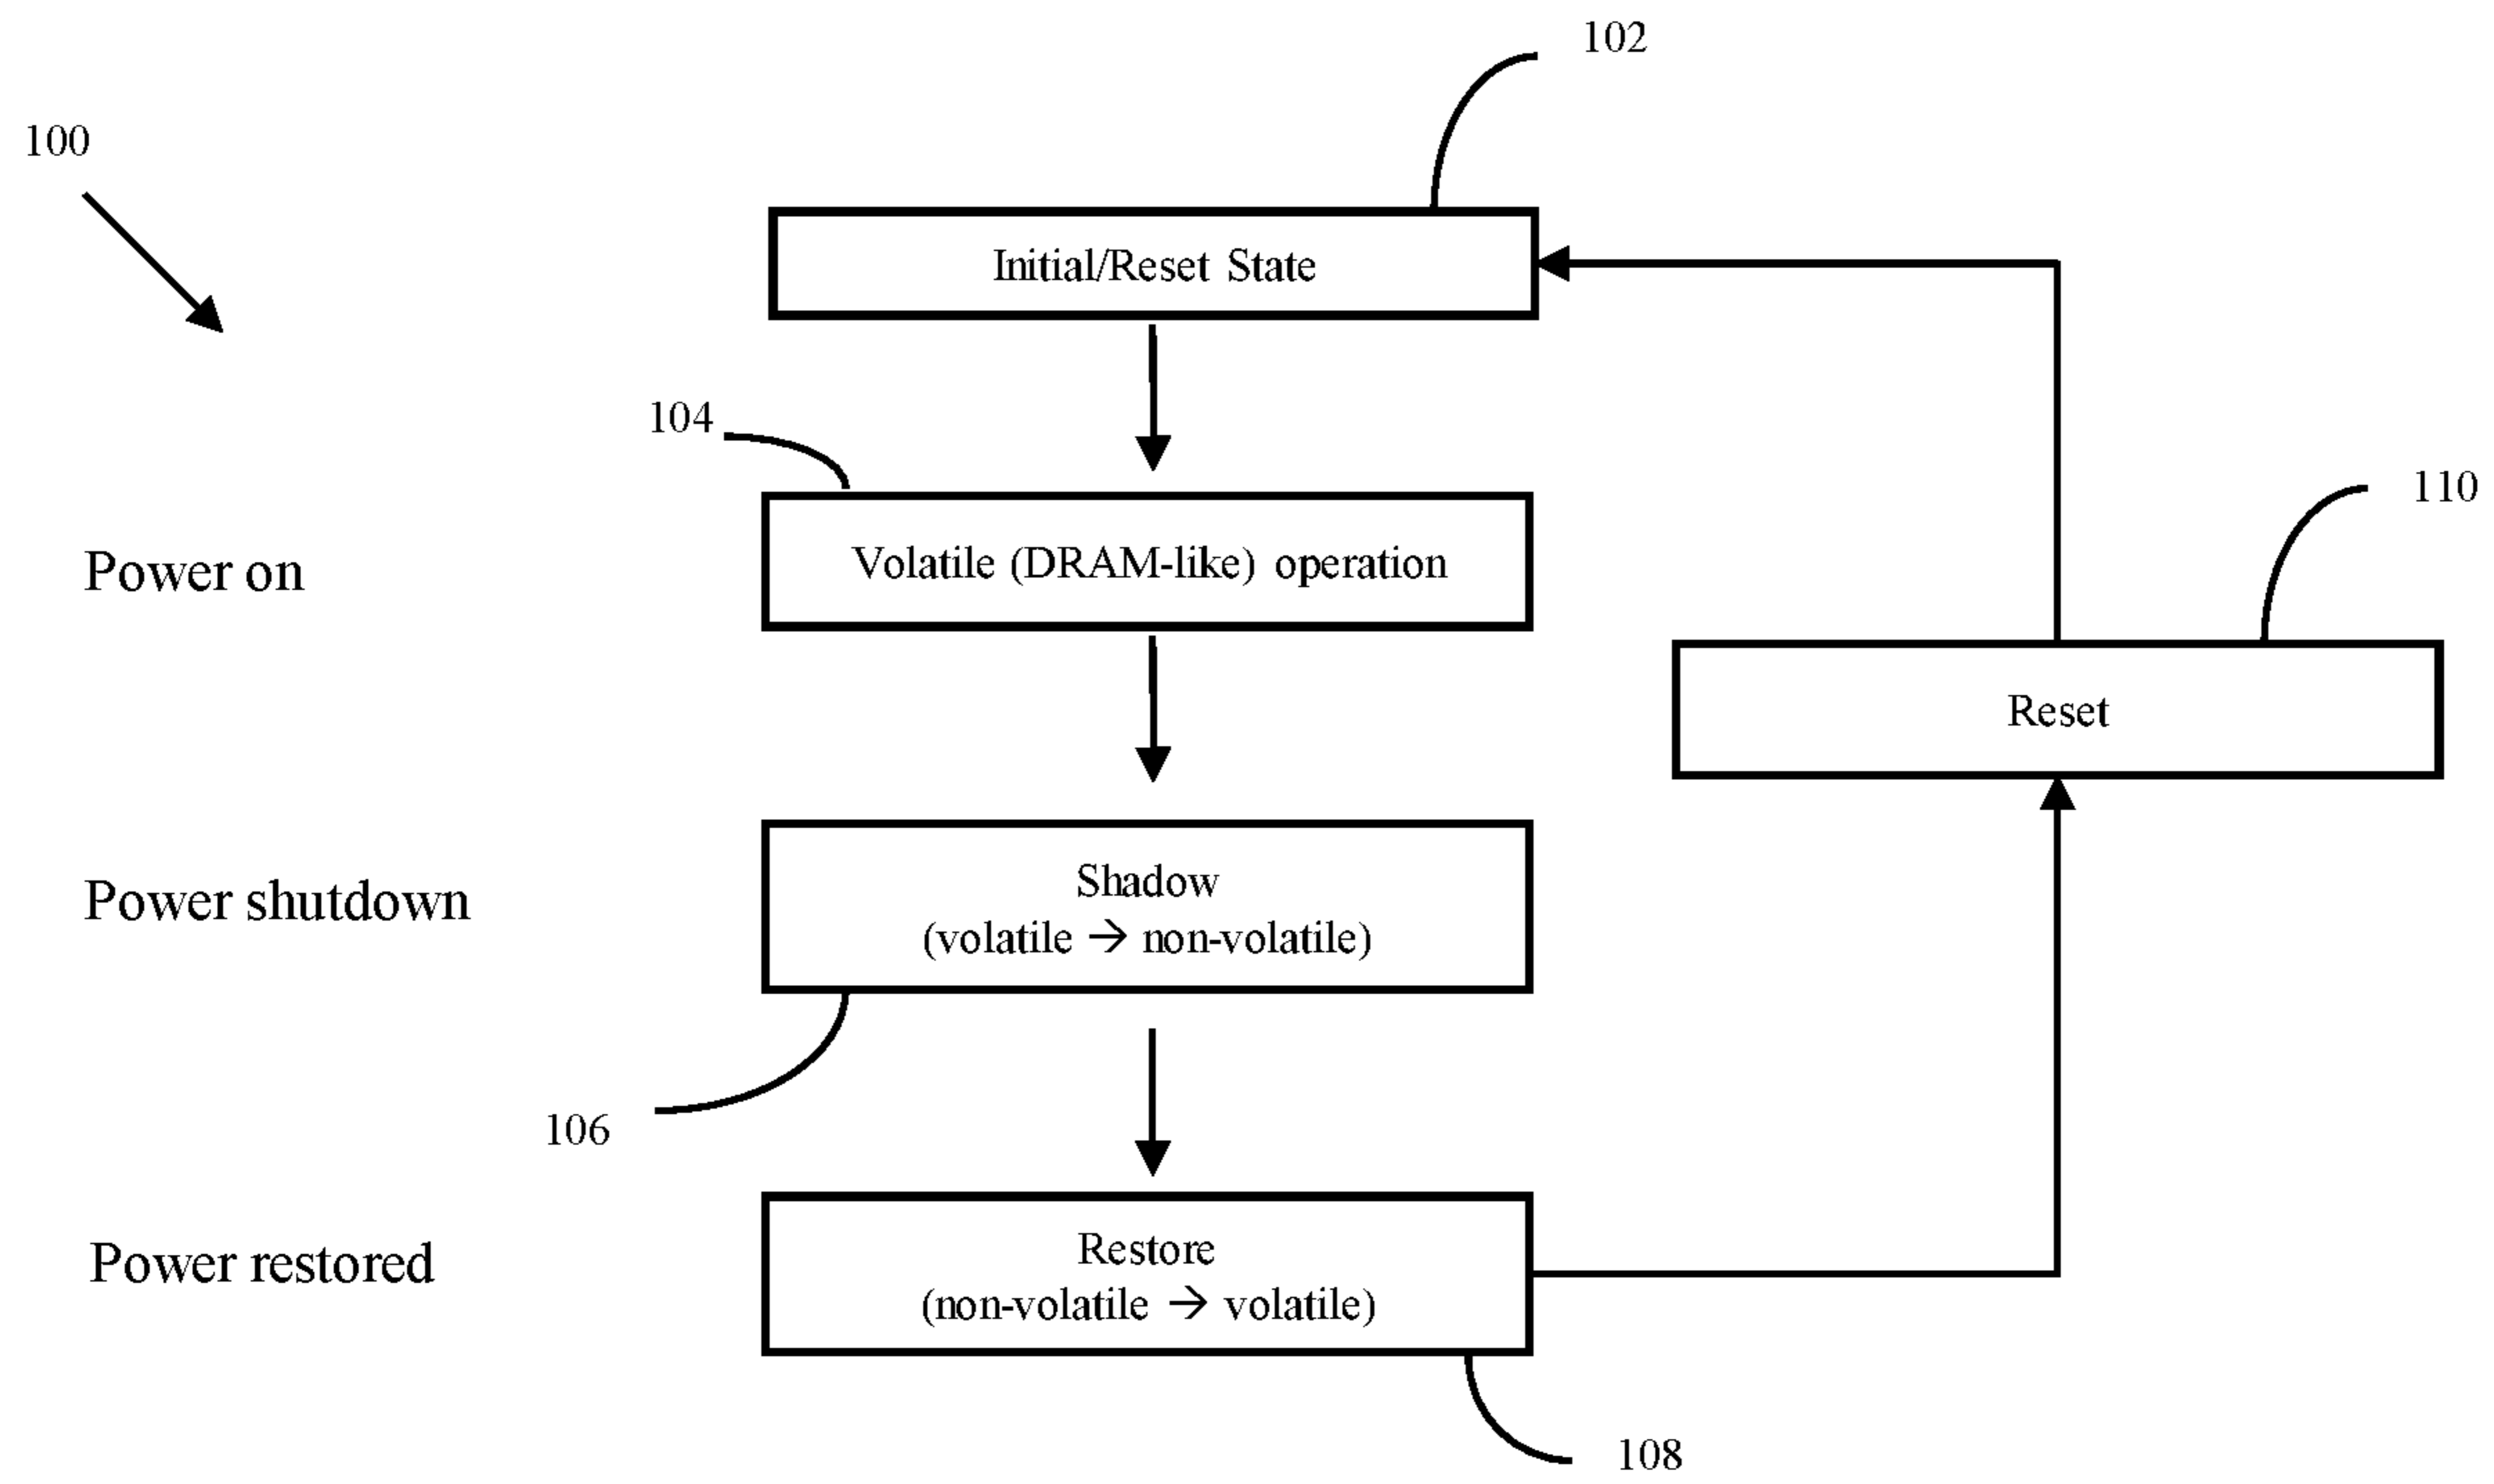 102
100
Initial/Reset State
104
110
Power on
Volatile (DRAM-like) operation
Reset
Power shutdown
Shadow
(volatile → non-volatile)
106
Power restored
Restore
(non-volatile → volatile)
108